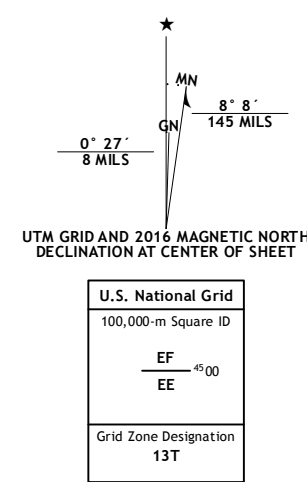 ★
MN
GN
0° 27´
8 MILS
8° 8´
145 MILS
UTM GRID AND 2016 MAGNETIC NORTH
DECLINATION AT CENTER OF SHEET
U.S. National Grid
100,000-m Square ID
EF
4500
EE
Grid Zone Designation
13T